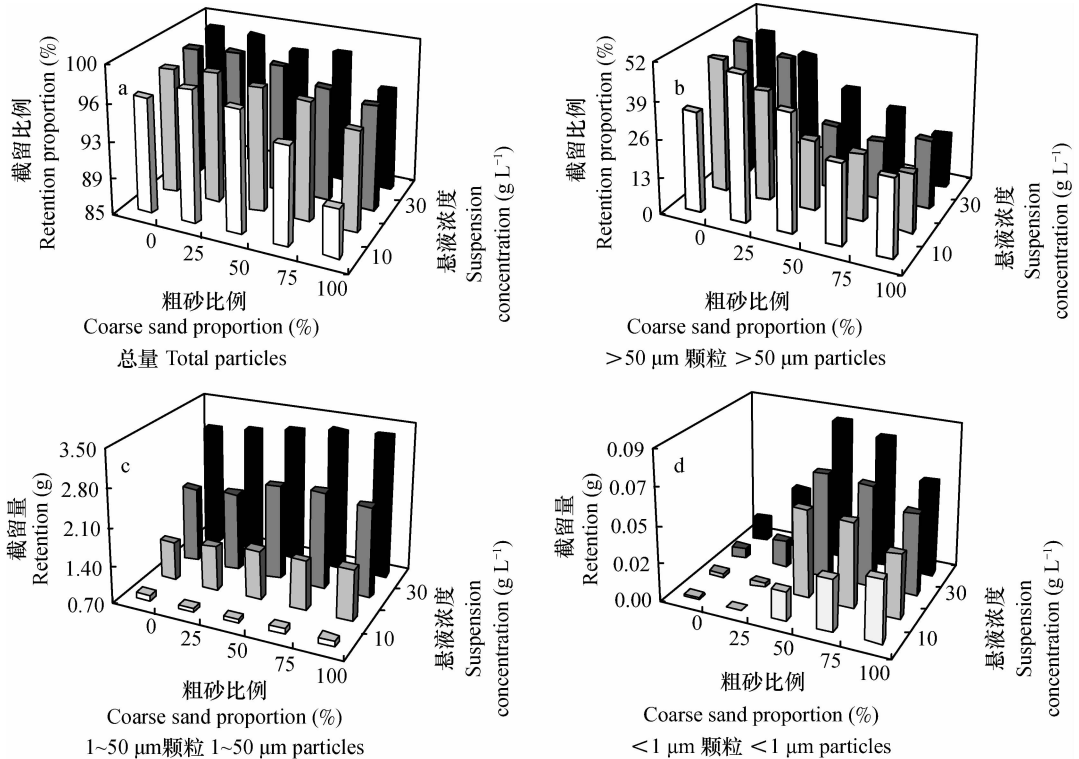 a
截留比例
Retention proportion (%)
100
96
93
89
85
0
25
50
75
100
10
30
粗砂比例
Coarse sand proportion (%)
悬液浓度
Suspension
concentration (g L⁻¹)
总量 Total particles
b
截留比例
Retention proportion (%)
52
39
26
13
0
0
25
50
75
100
10
30
粗砂比例
Coarse sand proportion (%)
悬液浓度
Suspension
concentration (g L⁻¹)
>50 μm 颗粒 >50 μm particles
c
截留量
Retention (g)
3.50
2.80
2.10
1.40
0.70
0
25
50
75
100
10
30
粗砂比例
Coarse sand proportion (%)
悬液浓度
Suspension
concentration (g L⁻¹)
1~50 μm颗粒 1~50 μm particles
d
截留量
Retention (g)
0.09
0.07
0.05
0.02
0.00
0
25
50
75
100
10
30
粗砂比例
Coarse sand proportion (%)
悬液浓度
Suspension
concentration (g L⁻¹)
<1 μm 颗粒 <1 μm particles